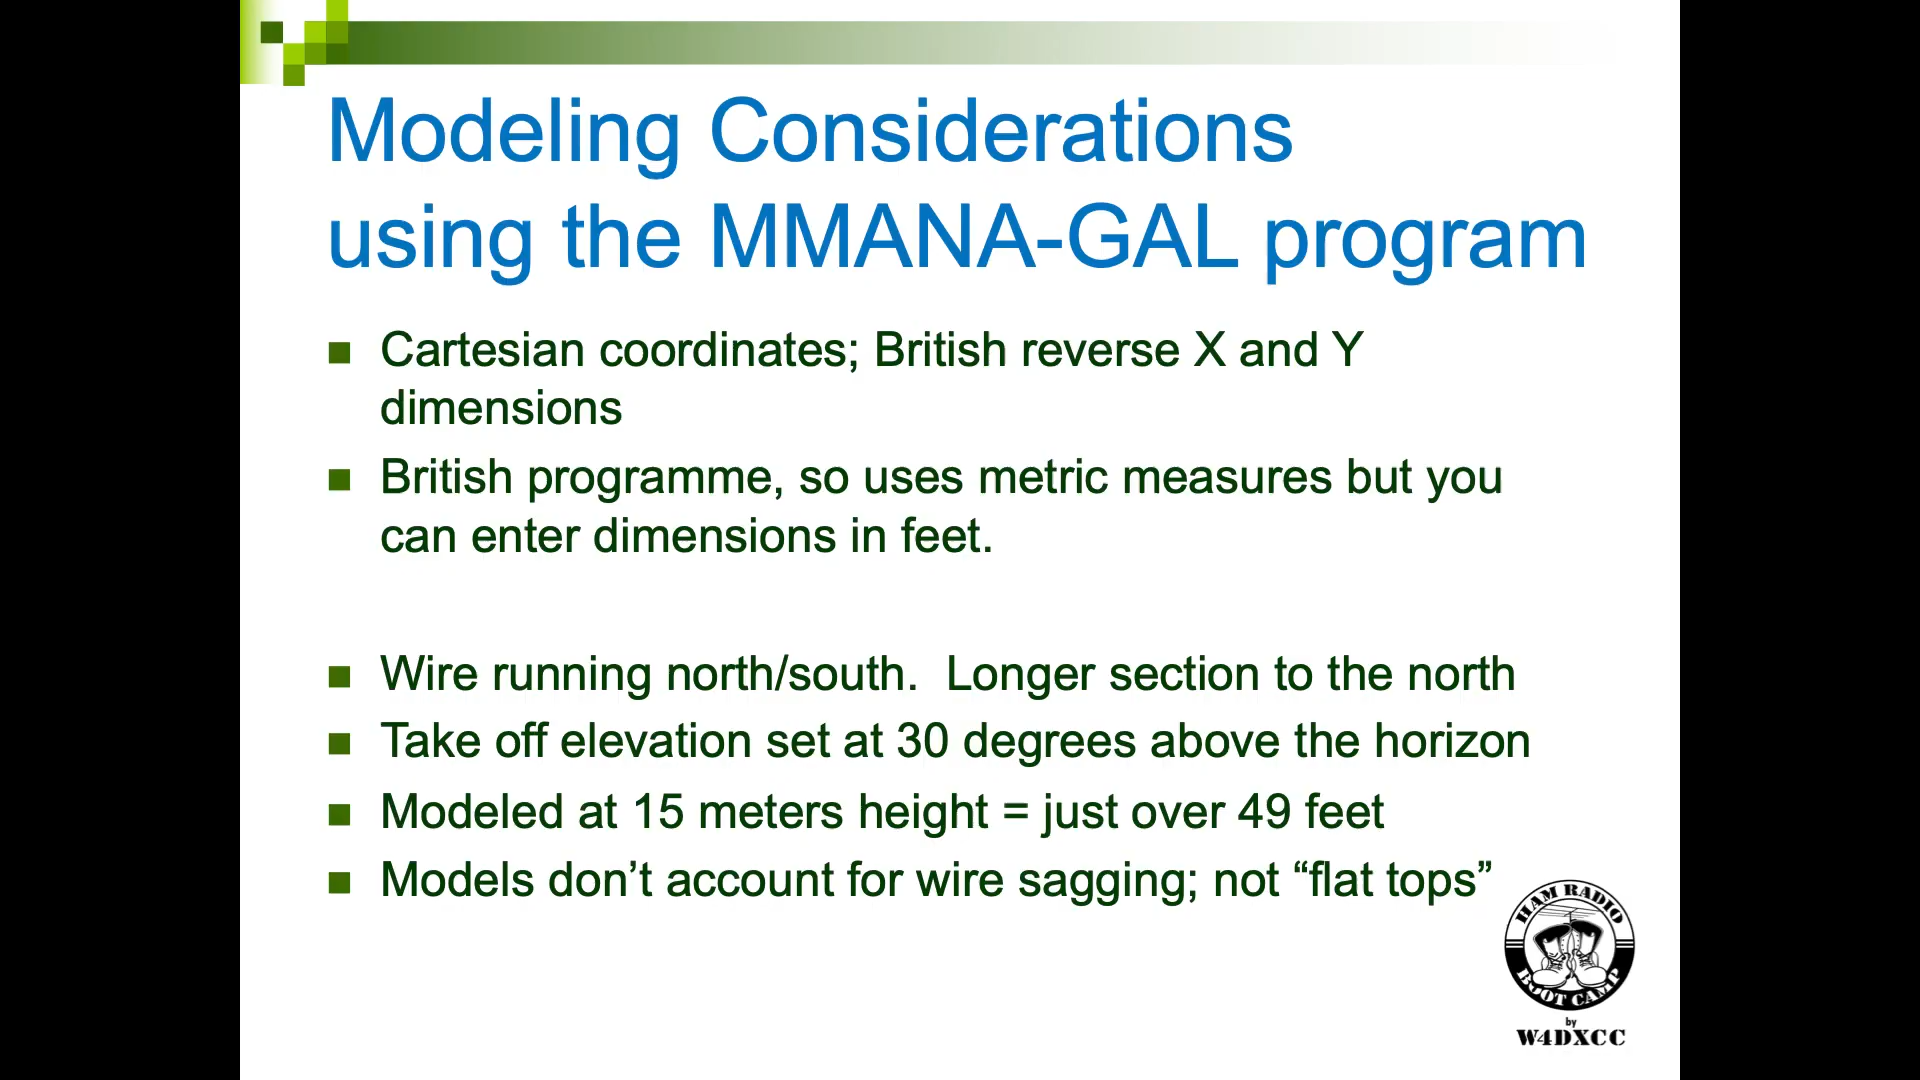 Modeling Considerations
using the MMANA-GAL program
Cartesian coordinates; British reverse X and Y
dimensions
British programme, so uses metric measures but you
can enter dimensions in feet.
Wire running north/south.  Longer section to the north
Take off elevation set at 30 degrees above the horizon
Modeled at 15 meters height = just over 49 feet
Models don’t account for wire sagging; not “flat tops”
HAM RADIO
BOOT CAMP
by
W4DXCC